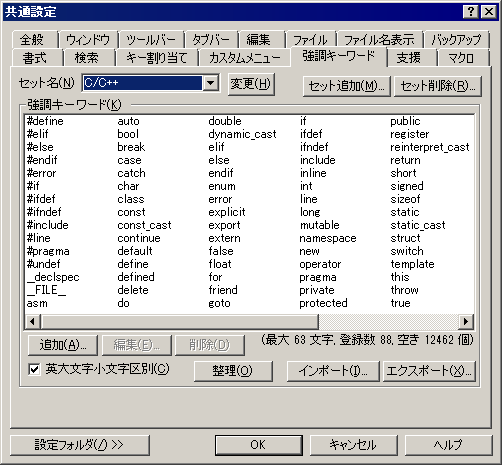 共通設定
全般 ウィンドウ ツールバー タブバー 編集 ファイル ファイル名表示 バックアップ
書式 検索 キー割り当て カスタムメニュー 強調キーワード 支援 マクロ
セット名(N) C/C++ 変更(H) セット追加(M)... セット削除(R)...
強調キーワード(K)
#define auto double if public
#elif bool dynamic_cast ifdef register
#else break elif ifndef reinterpret_cast
#endif case else include return
#error catch endif inline short
#if char enum int signed
#ifdef class error line sizeof
#ifndef const explicit long static
#include const_cast export mutable static_cast
#line continue extern namespace struct
#pragma default false new switch
#undef define float operator template
_declspec defined for pragma this
_FILE_ delete friend private throw
asm do goto protected true
追加(A)... 編集(E)... 削除(D) (最大 63 文字, 登録数 88, 空き 12462 個)
英大文字小文字区別(C) 整理(O) インポート(I)... エクスポート(X)...
設定フォルダ(/) >> OK キャンセル ヘルプ